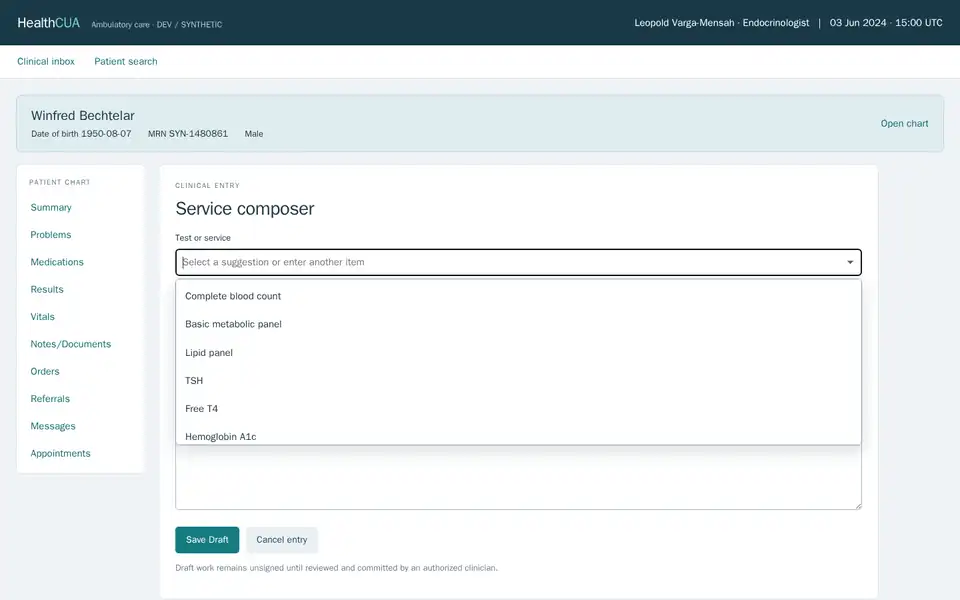 HealthCUA Ambulatory care · DEV / SYNTHETIC Leopold Varga-Mensah · Endocrinologist | 03 Jun 2024 · 15:00 UTC
Clinical inbox Patient search
Winfred Bechtelar
Date of birth 1950-08-07 MRN SYN-1480861 Male
Open chart
PATIENT CHART
Summary
Problems
Medications
Results
Vitals
Notes/Documents
Orders
Referrals
Messages
Appointments
CLINICAL ENTRY
Service composer
Test or service
Select a suggestion or enter another item
Complete blood count
Basic metabolic panel
Lipid panel
TSH
Free T4
Hemoglobin A1c
Save Draft Cancel entry
Draft work remains unsigned until reviewed and committed by an authorized clinician.